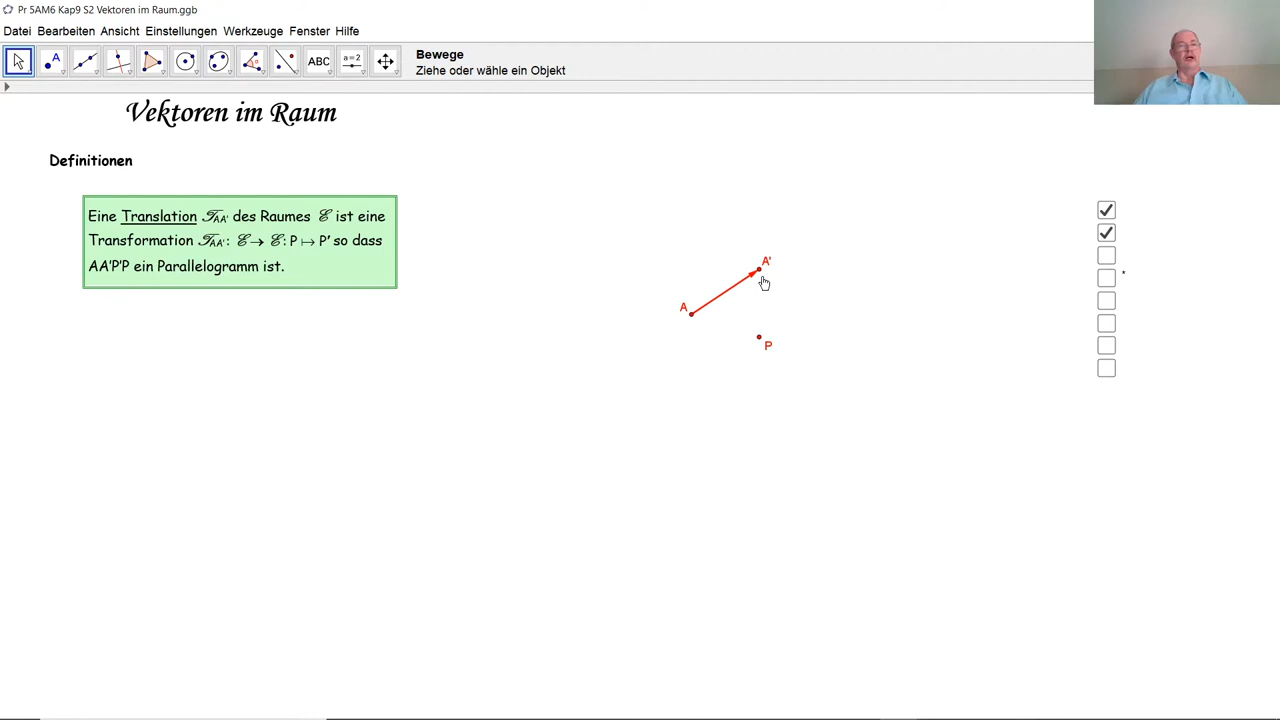 Pr 5AM6 Kap9 S2 Vektoren im Raum.ggb
Datei Bearbeiten Ansicht Einstellungen Werkzeuge Fenster Hilfe
A
ABC
a=2
Bewege
Ziehe oder wähle ein Objekt
Vektoren im Raum
Definitionen
Eine Translation 𝒯AA' des Raumes ℰ ist eine
Transformation 𝒯AA' : ℰ → ℰ : P ↦ P' so dass
AA'P'P ein Parallelogramm ist.
A'
A
P